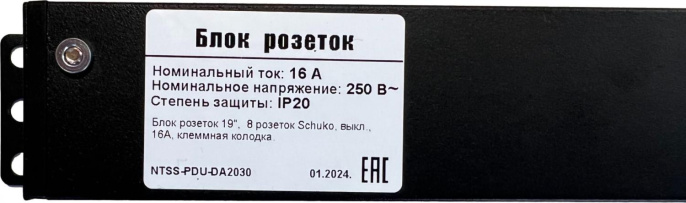 Блок розеток
Номинальный ток: 16 А
Номинальное напряжение: 250 В~
Степень защиты: IP20
Блок розеток 19", 8 розеток Schuko, выкл.,
16А, клеммная колодка.
NTSS-PDU-DA2030 01.2024. EAC